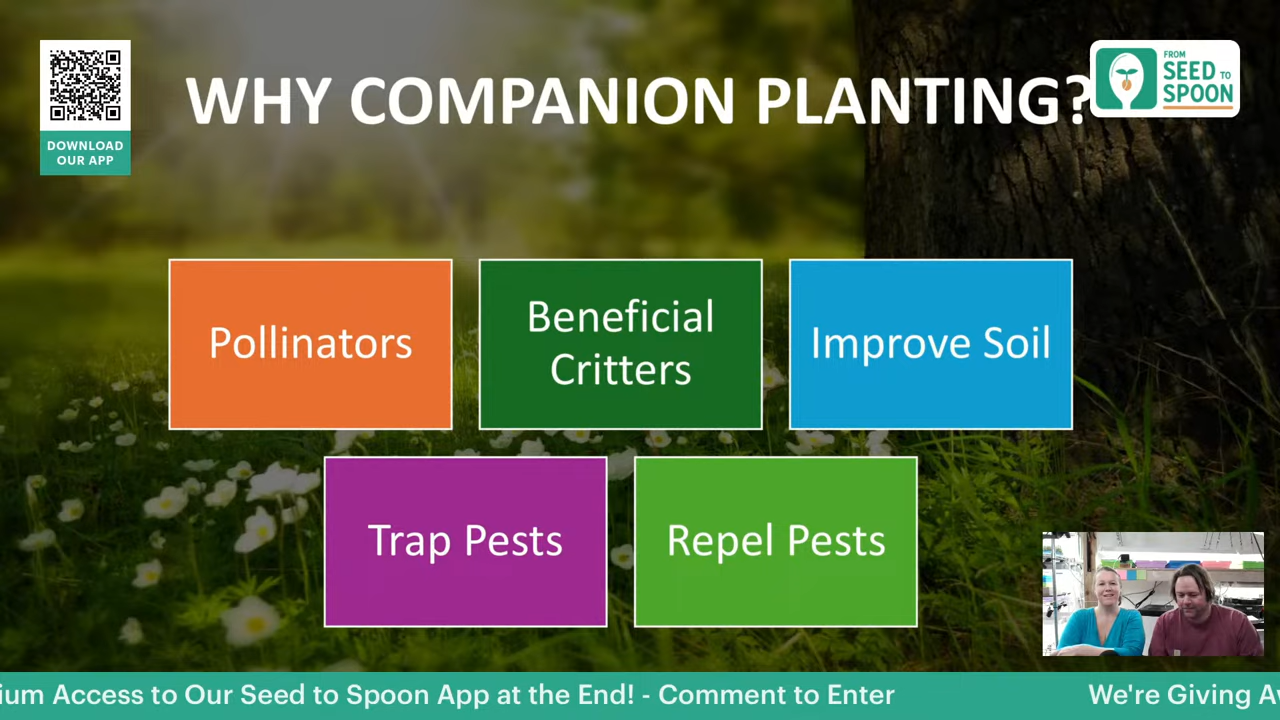 DOWNLOAD
OUR APP
WHY COMPANION PLANTING?
FROM
SEED TO
SPOON
Pollinators
Beneficial
Critters
Improve Soil
Trap Pests
Repel Pests
ium Access to Our Seed to Spoon App at the End! - Comment to Enter
We're Giving Av